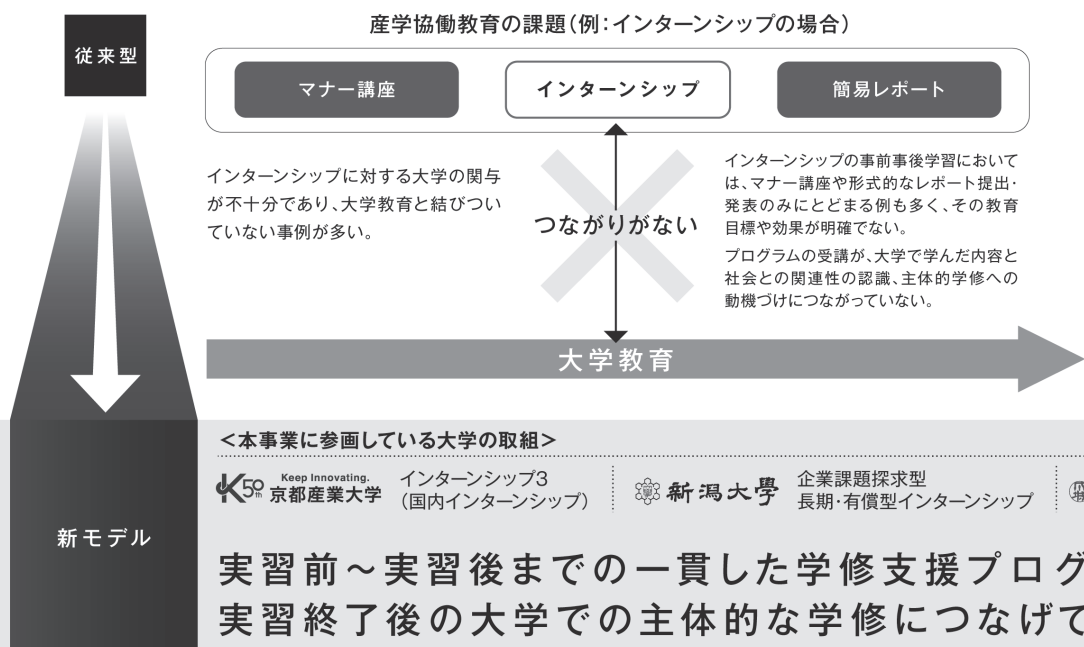 産学協働教育の課題(例:インターンシップの場合)
従来型
マナー講座
インターンシップ
簡易レポート
インターンシップに対する大学の関与
が不十分であり、大学教育と結びつい
ていない事例が多い。
つながりがない
インターンシップの事前事後学習において
は、マナー講座や形式的なレポート提出・
発表のみにとどまる例も多く、その教育
目標や効果が明確でない。
プログラムの受講が、大学で学んだ内容と
社会との関連性の認識、主体的学修への
動機づけにつながっていない。
大学教育
新モデル
<本事業に参画している大学の取組>
K50th Keep Innovating.
京都産業大学
インターンシップ3
(国内インターンシップ)
新潟大學
企業課題探求型
長期・有償型インターンシップ
実習前~実習後までの一貫した学修支援プログ
実習終了後の大学での主体的な学修につなげて